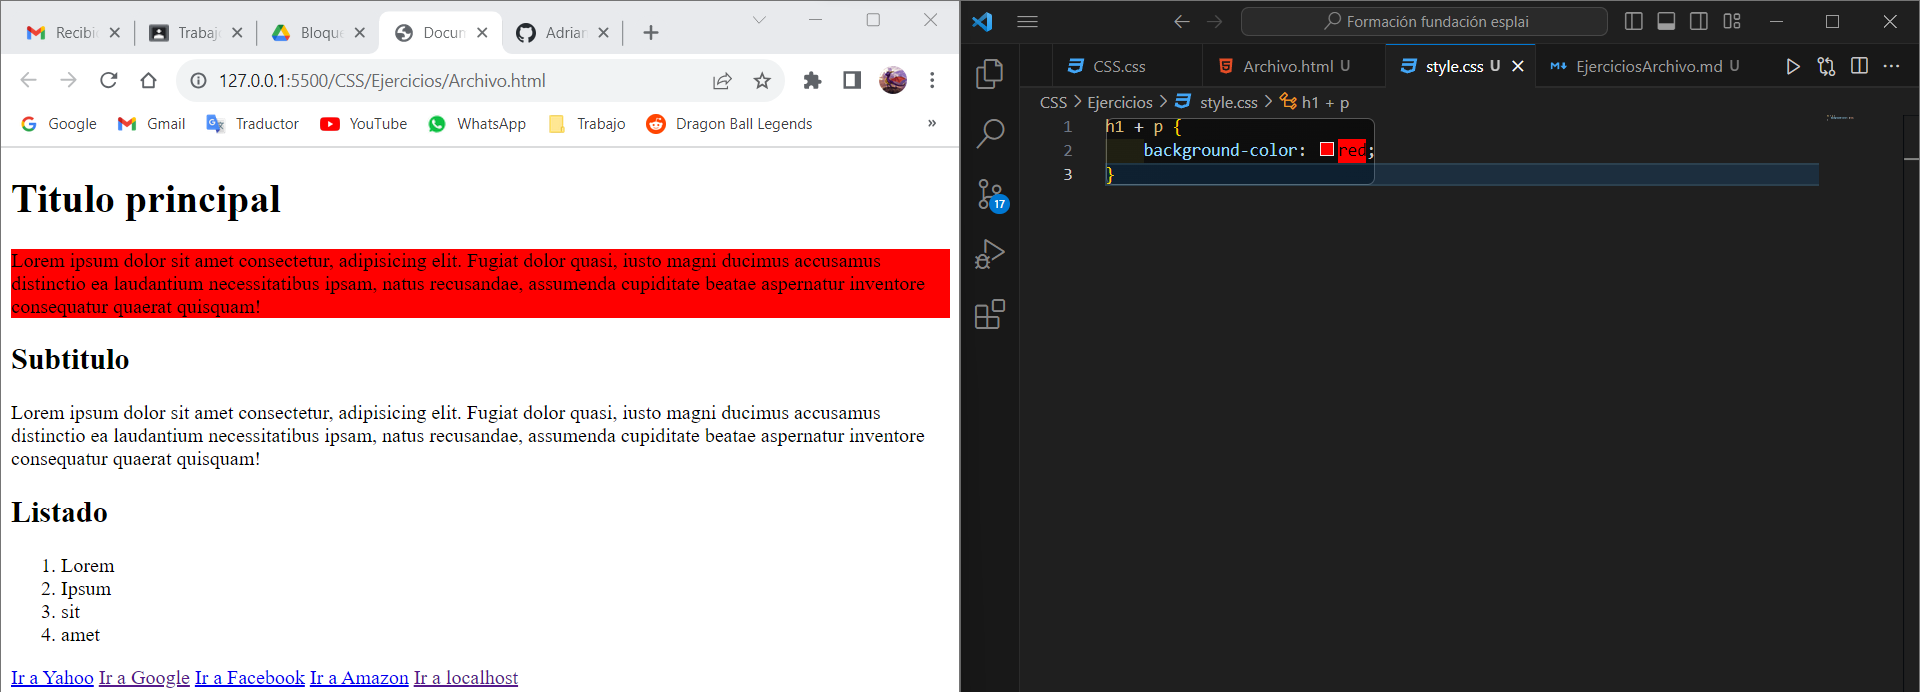 Recibi Trabaj Bloque Docum Adrian
127.0.0.1:5500/CSS/Ejercicios/Archivo.html
Google Gmail Traductor YouTube WhatsApp Trabajo Dragon Ball Legends »
Titulo principal
Lorem ipsum dolor sit amet consectetur, adipisicing elit. Fugiat dolor quasi, iusto magni ducimus accusamus
distinctio ea laudantium necessitatibus ipsam, natus recusandae, assumenda cupiditate beatae aspernatur inventore
consequatur quaerat quisquam!
Subtitulo
Lorem ipsum dolor sit amet consectetur, adipisicing elit. Fugiat dolor quasi, iusto magni ducimus accusamus
distinctio ea laudantium necessitatibus ipsam, natus recusandae, assumenda cupiditate beatae aspernatur inventore
consequatur quaerat quisquam!
Listado
1. Lorem
2. Ipsum
3. sit
4. amet
Ir a Yahoo Ir a Google Ir a Facebook Ir a Amazon Ir a localhost
Formación fundación esplai
CSS.css Archivo.html U style.css U EjerciciosArchivo.md U
CSS > Ejercicios > style.css > h1 + p
1 h1 + p {
2 background-color: red;
3 }
17